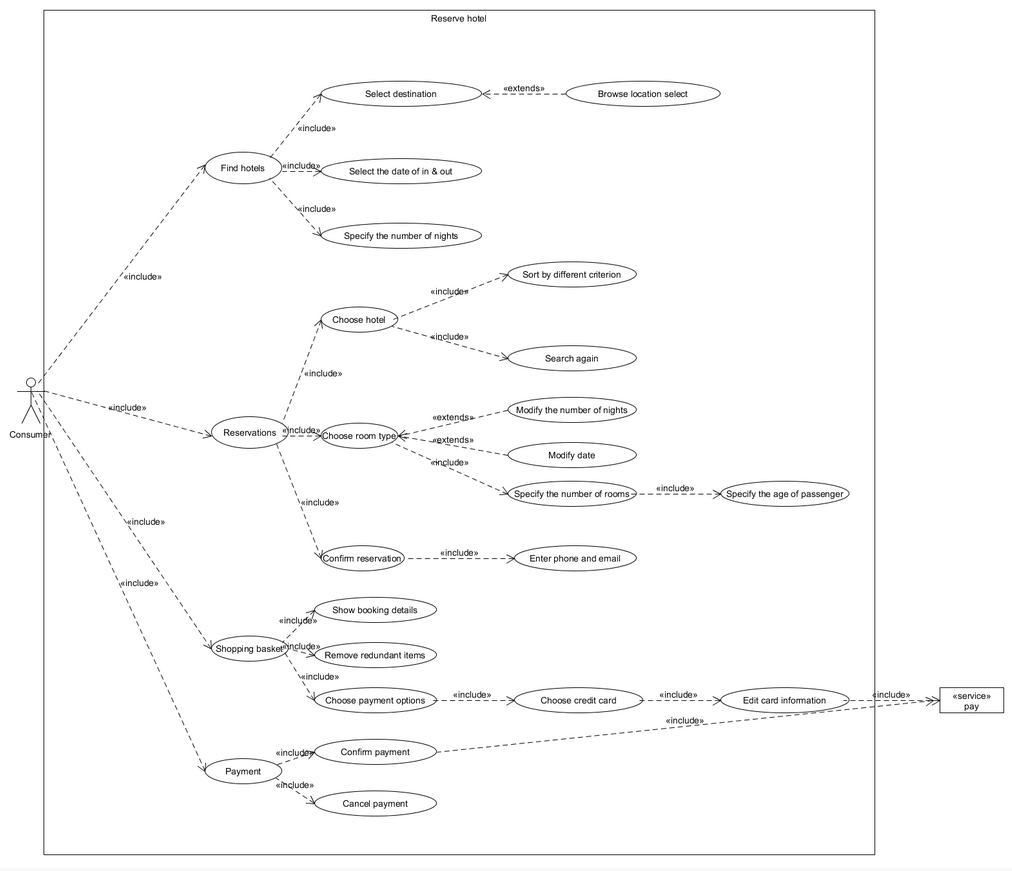 Reserve hotel
Select destination
«extends»
Browse location select
«include»
Find hotels
«include»
Select the date of in & out
«include»
Specify the number of nights
«include»
Sort by different criterion
«include»
Choose hotel
«include»
Search again
«include»
Consumer
«include»
Reservations
«include»
Choose room type
«extends»
Modify the number of nights
«extends»
Modify date
«include»
Specify the number of rooms
«include»
Specify the age of passenger
«include»
Confirm reservation
«include»
Enter phone and email
«include»
«include»
Shopping basket
«include»
Show booking details
«include»
Remove redundant items
«include»
Choose payment options
«include»
Choose credit card
«include»
Edit card information
«include»
«service»
pay
«include»
Payment
«include»
Confirm payment
«include»
Cancel payment